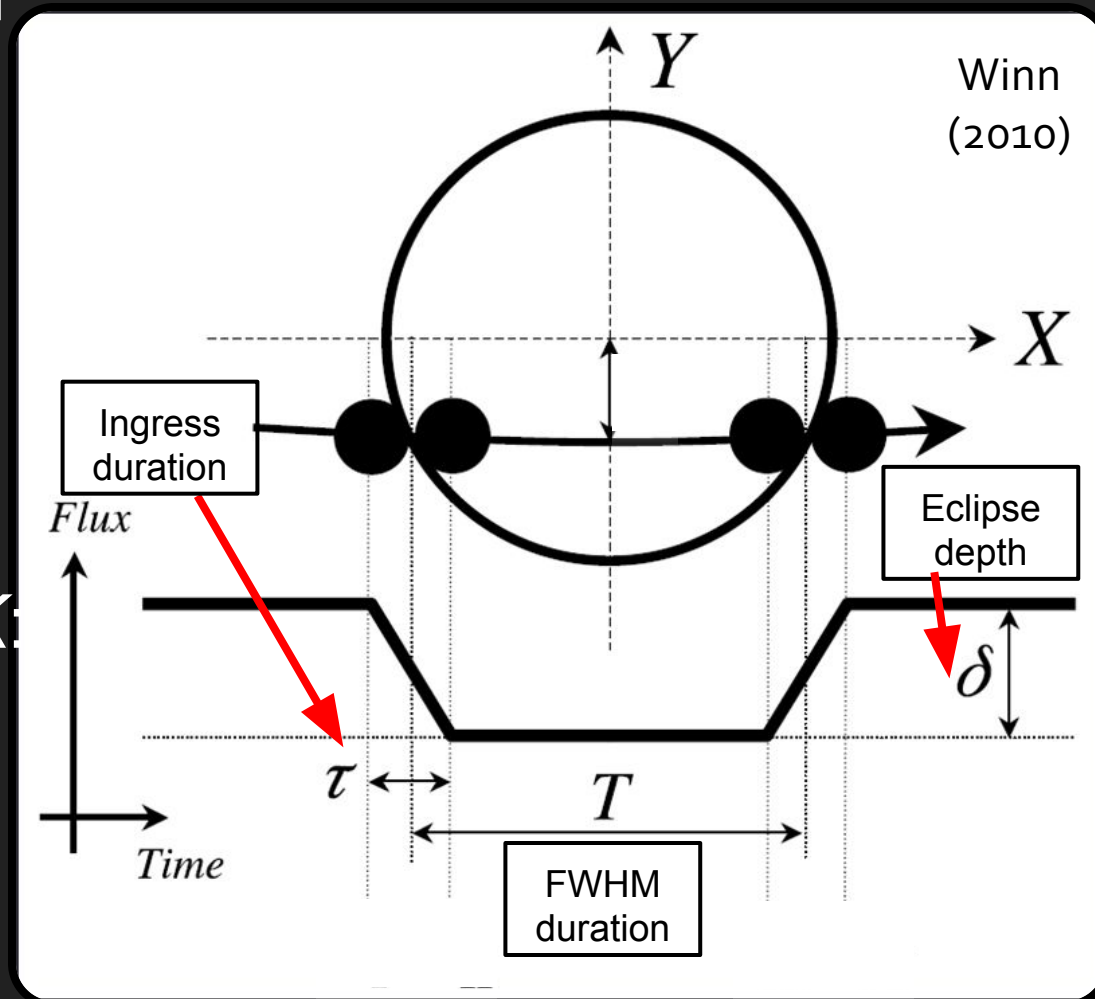 Y
Winn
(2010)
X
Ingress
duration
Flux
Eclipse
depth
δ
τ
T
Time
FWHM
duration